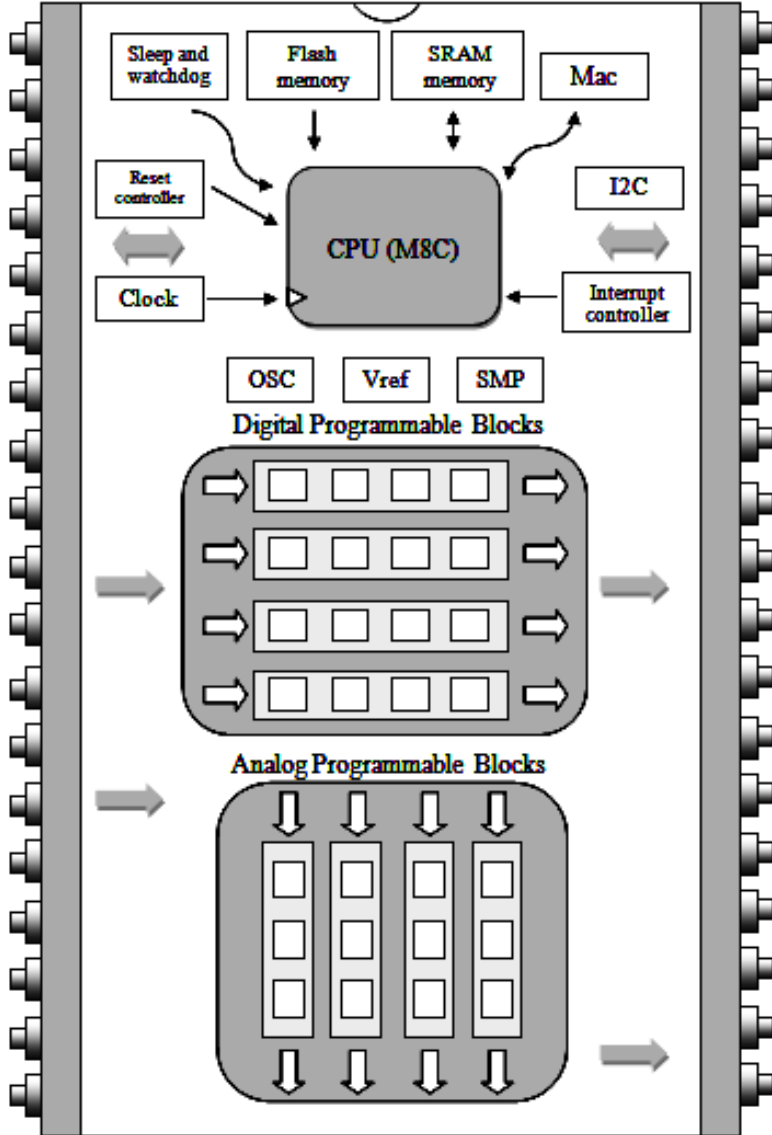 Sleep and
watchdog
Flash
memory
SRAM
memory
Mac
Reset
controller
I2C
CPU (M8C)
Clock
Interrupt
controller
OSC
Vref
SMP
Digital Programmable Blocks
Analog Programmable Blocks